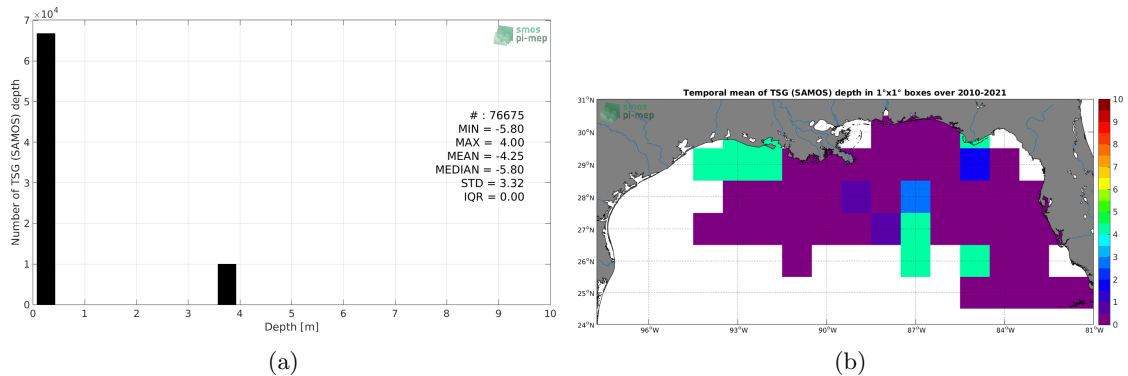 7 ×10⁴
6
5
4
3
2
1
0
Number of TSG (SAMOS) depth
smos
pi-mep
# : 76675
MIN = -5.80
MAX = 4.00
MEAN = -4.25
MEDIAN = -5.80
STD = 3.32
IQR = 0.00
0 1 2 3 4 5 6 7 8 9 10
Depth [m]
(a)
Temporal mean of TSG (SAMOS) depth in 1°x1° boxes over 2010-2021
smos
pi-mep
31°N
30°N
29°N
28°N
27°N
26°N
25°N
24°N
96°W 93°W 90°W 87°W 84°W 81°W
10
9
8
7
6
5
4
3
2
1
0
(b)